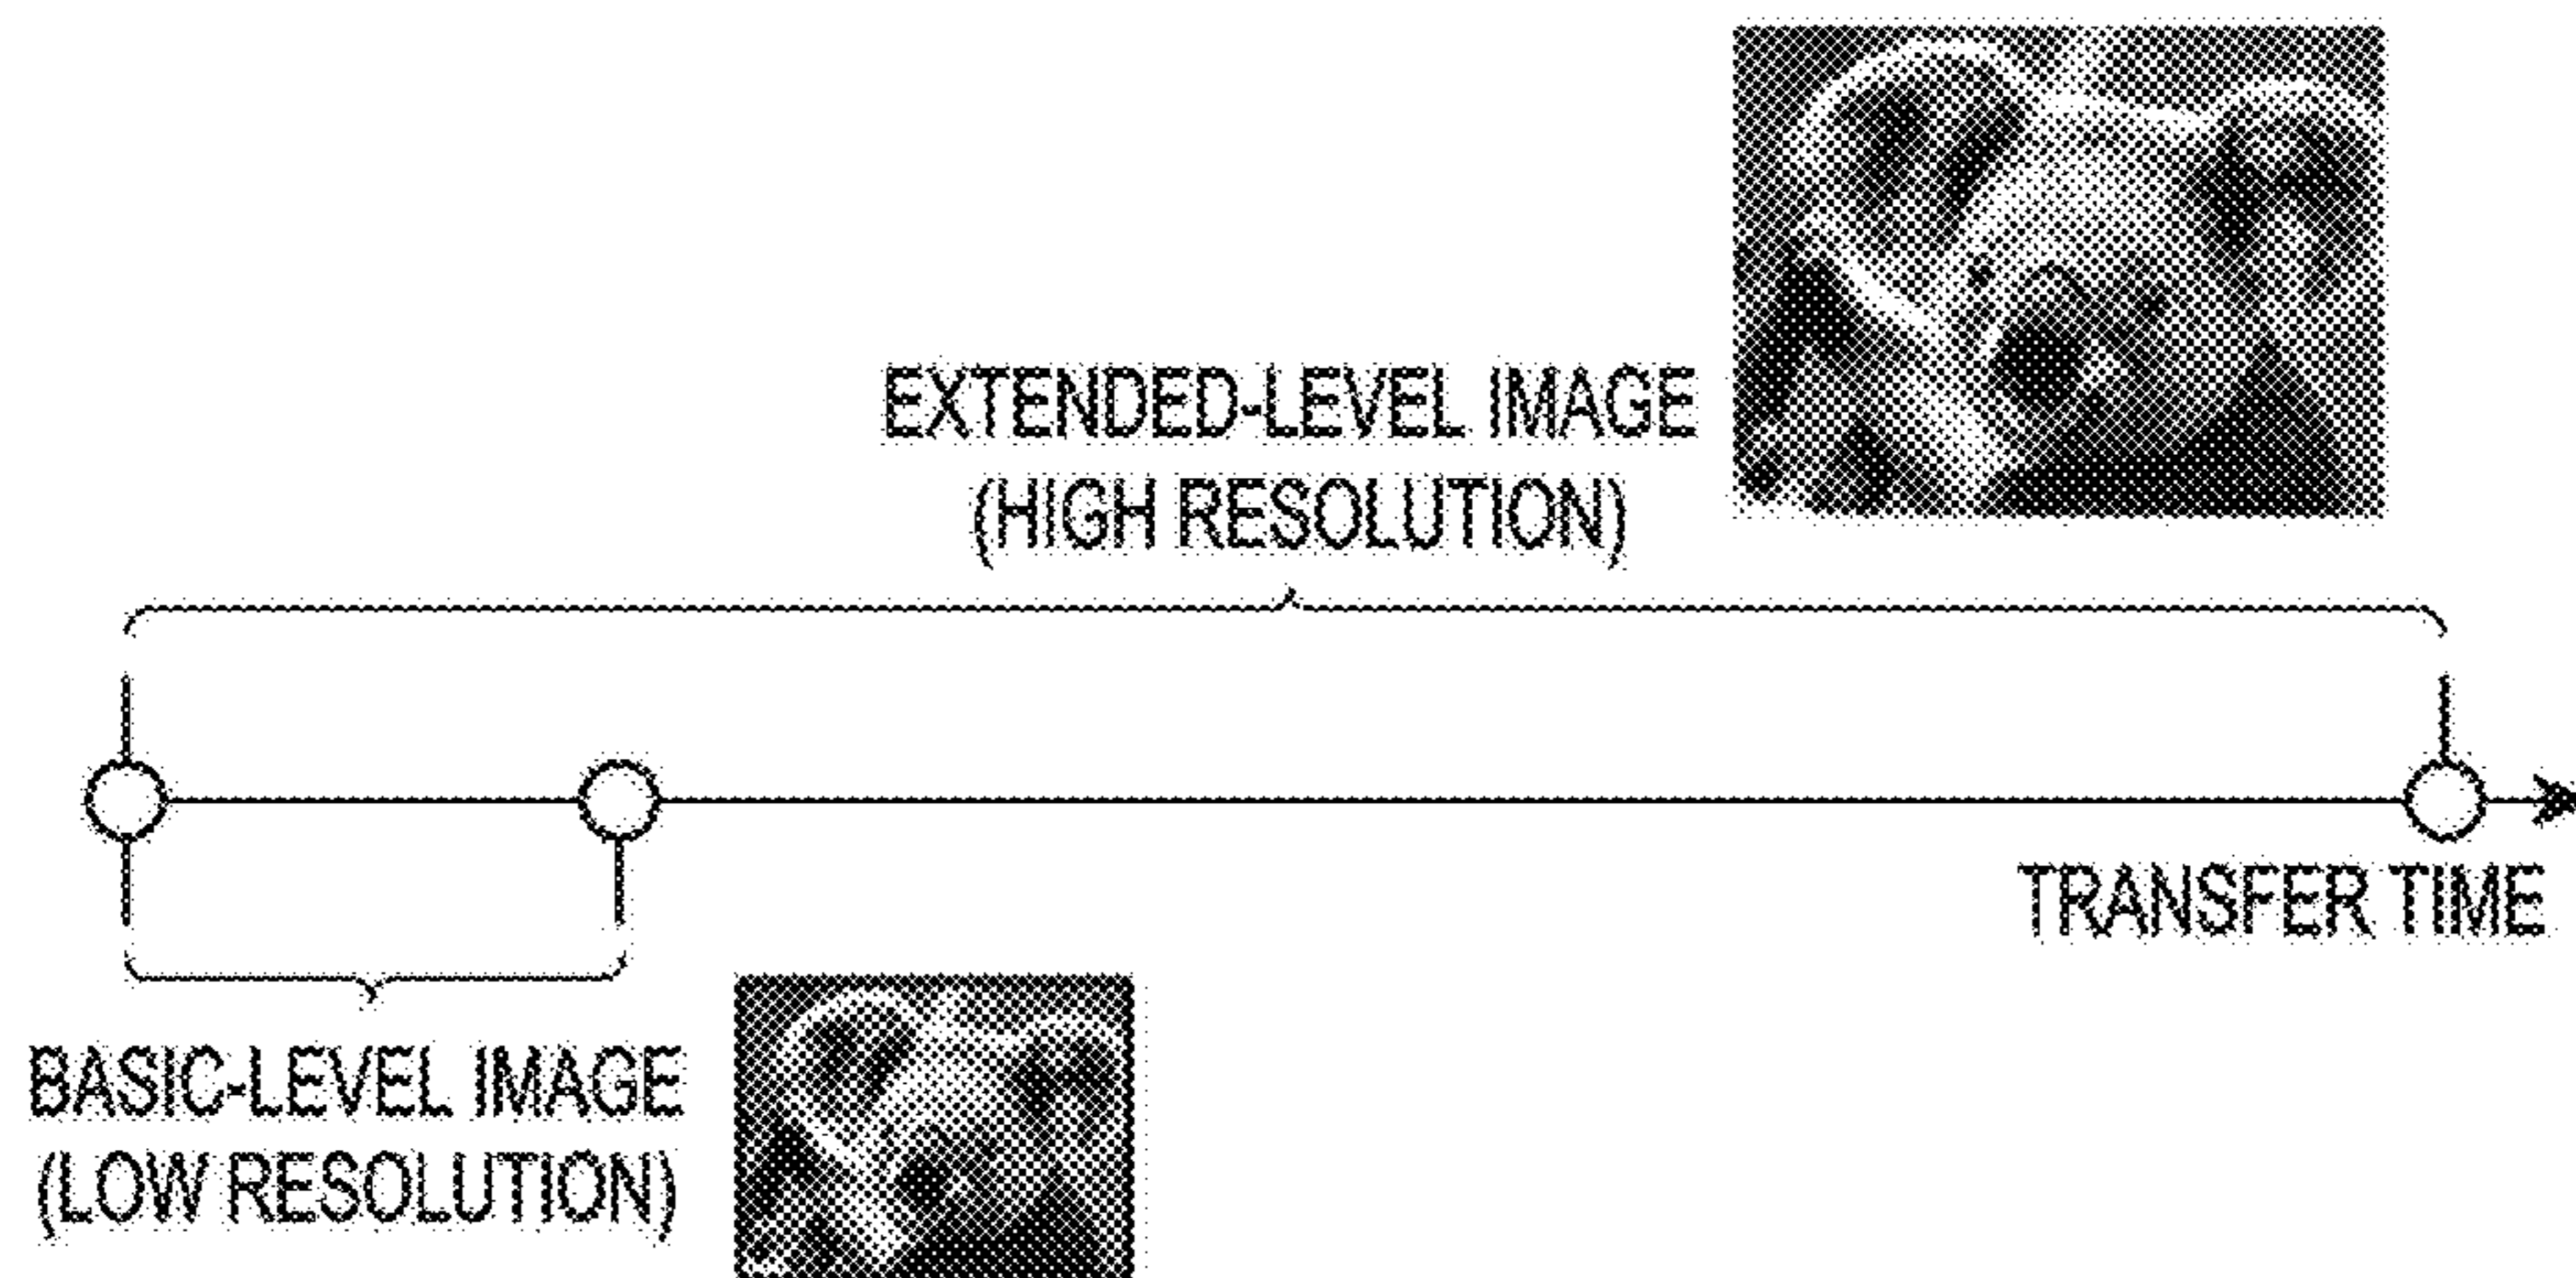 EXTENDED-LEVEL IMAGE
(HIGH RESOLUTION)
TRANSFER TIME
BASIC-LEVEL IMAGE
(LOW RESOLUTION)